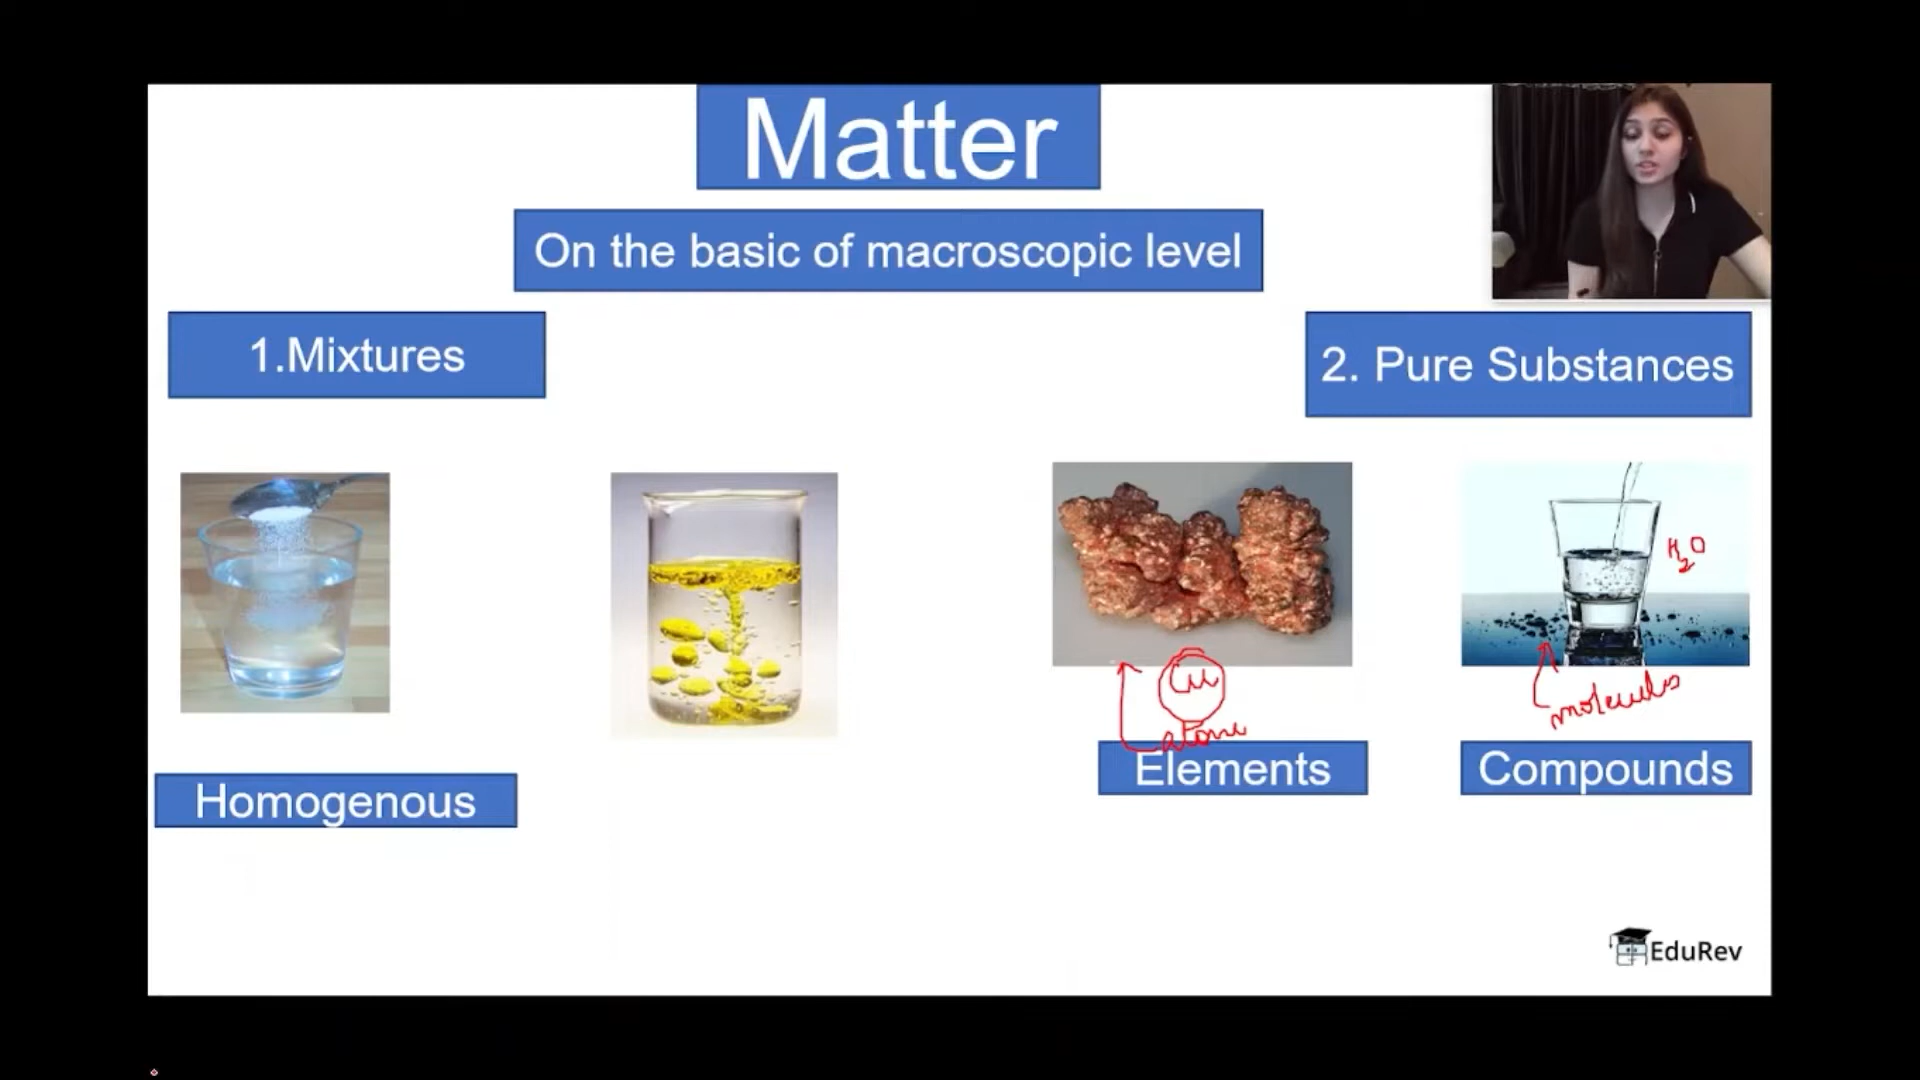 Matter
On the basic of macroscopic level
1.Mixtures
2. Pure Substances
H2O
Cu
atoms
molecules
Elements
Compounds
Homogenous
EduRev